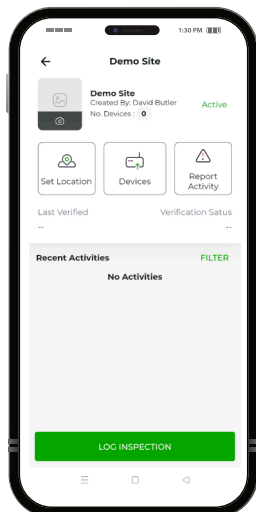 1:30 PM
Demo Site
Demo Site
Created By: David Butler
No. Devices : 0
Active
Set Location
Devices
Report
Activity
Last Verified
Verification Satus
--
--
Recent Activities
FILTER
No Activities
LOG INSPECTION